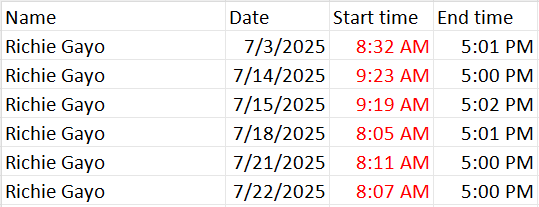 Name Date Start time End time
Richie Gayo 7/3/2025 8:32 AM 5:01 PM
Richie Gayo 7/14/2025 9:23 AM 5:00 PM
Richie Gayo 7/15/2025 9:19 AM 5:02 PM
Richie Gayo 7/18/2025 8:05 AM 5:01 PM
Richie Gayo 7/21/2025 8:11 AM 5:00 PM
Richie Gayo 7/22/2025 8:07 AM 5:00 PM